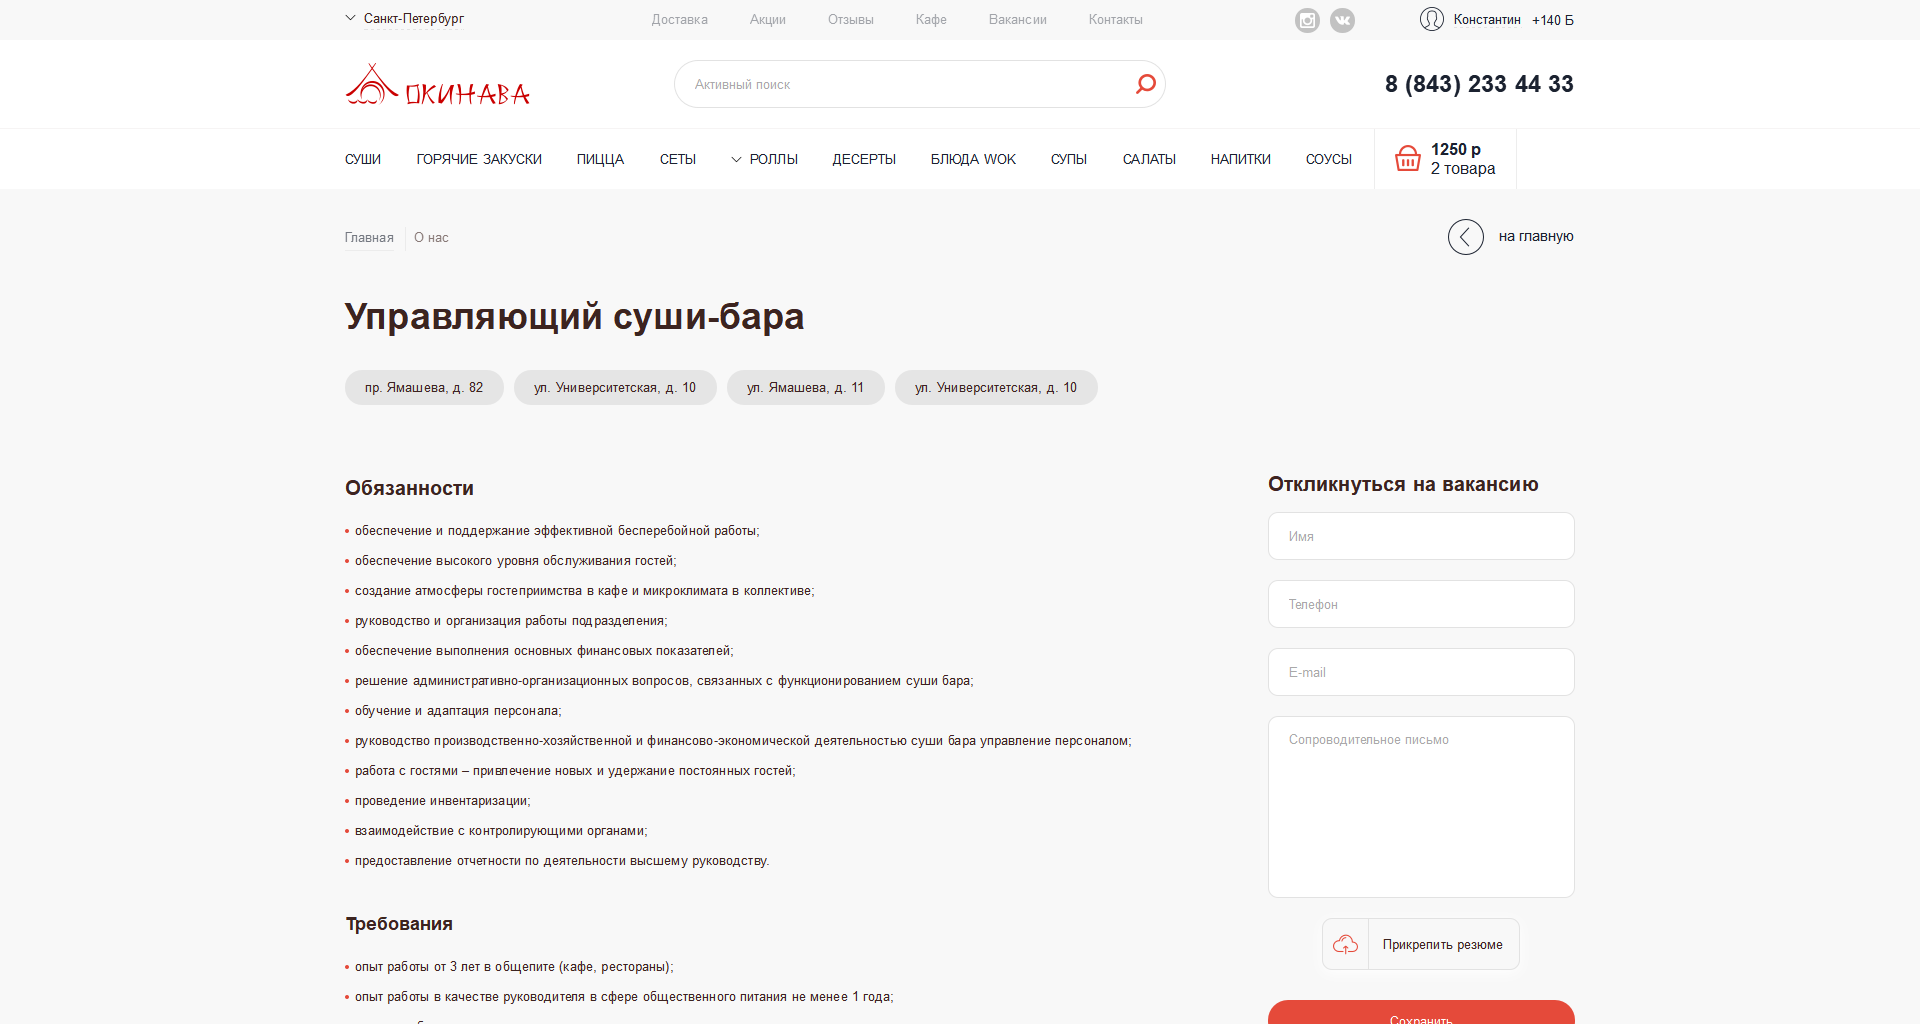 Санкт-Петербург
Доставка
Акции
Отзывы
Кафе
Вакансии
Контакты
Константин
+140 Б
ОКИНАВА
Активный поиск
8 (843) 233 44 33
СУШИ
ГОРЯЧИЕ ЗАКУСКИ
ПИЦЦА
СЕТЫ
РОЛЛЫ
ДЕСЕРТЫ
БЛЮДА WOK
СУПЫ
САЛАТЫ
НАПИТКИ
СОУСЫ
1250 р
2 товара
Главная
О нас
на главную
Управляющий суши-бара
пр. Ямашева, д. 82
ул. Университетская, д. 10
ул. Ямашева, д. 11
ул. Университетская, д. 10
Обязанности
обеспечение и поддержание эффективной бесперебойной работы;
обеспечение высокого уровня обслуживания гостей;
создание атмосферы гостеприимства в кафе и микроклимата в коллективе;
руководство и организация работы подразделения;
обеспечение выполнения основных финансовых показателей;
решение административно-организационных вопросов, связанных с функционированием суши бара;
обучение и адаптация персонала;
руководство производственно-хозяйственной и финансово-экономической деятельностью суши бара управление персоналом;
работа с гостями – привлечение новых и удержание постоянных гостей;
проведение инвентаризации;
взаимодействие с контролирующими органами;
предоставление отчетности по деятельности высшему руководству.
Требования
опыт работы от 3 лет в общепите (кафе, рестораны);
опыт работы в качестве руководителя в сфере общественного питания не менее 1 года;
Откликнуться на вакансию
Имя
Телефон
E-mail
Сопроводительное письмо
Прикрепить резюме
Сохранить